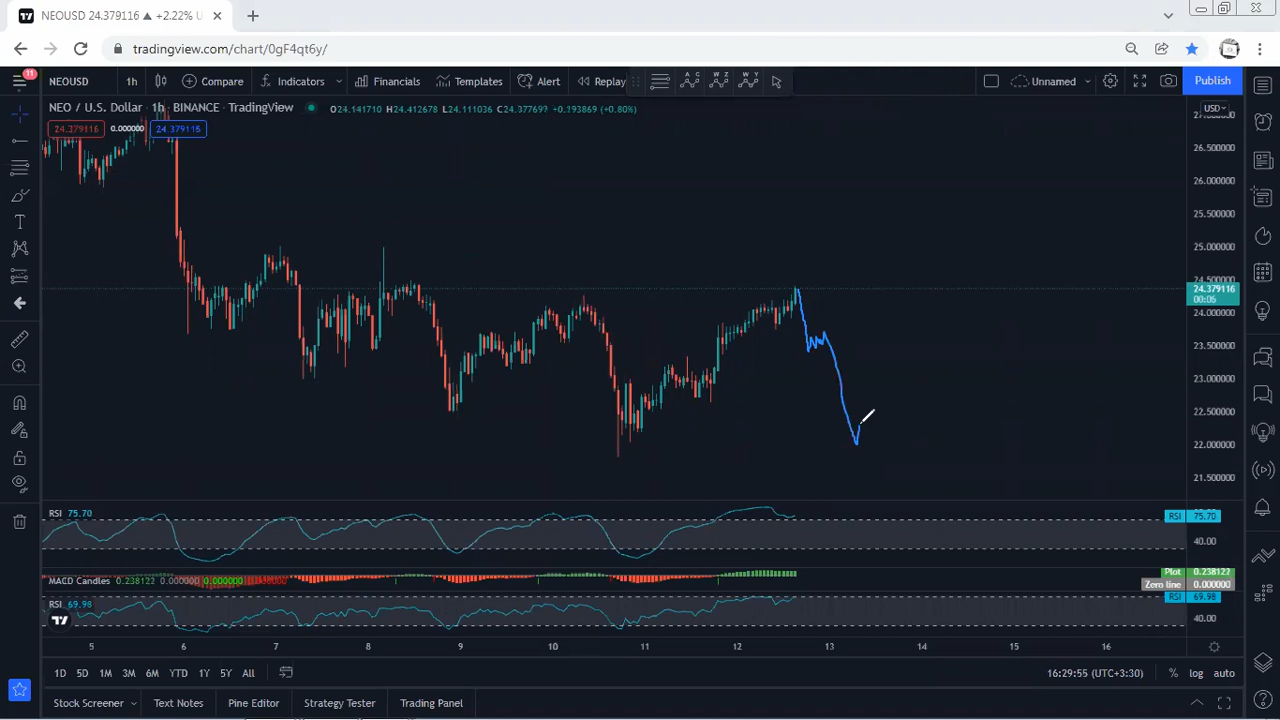 NEOUSD 24.379116 ▲ +2.22% U
tradingview.com/chart/0gF4qt6y/
11
NEOUSD 1h Compare Indicators Financials Templates Alert Replay Unnamed Publish
NEO / U.S. Dollar · 1h · BINANCE · TradingView O24.141710 H24.412678 L24.111036 C24.377697 +0.193869 (+0.80%) USD
24.379116 0.000000 24.379116
26.500000
26.000000
25.500000
25.000000
24.500000
24.379116
00:05
24.000000
23.500000
23.000000
22.500000
22.000000
21.500000
RSI 75.70 RSI 75.70
40.00
MACD Candles 0.238122 0.000000 0.000000 Plot 0.238122
Zero line 0.000000
RSI 69.98 RSI 69.98
40.00
5 6 7 8 9 10 11 12 13 14 15 16
1D 5D 1M 3M 6M YTD 1Y 5Y All 16:29:55 (UTC+3:30) % log auto
Stock Screener Text Notes Pine Editor Strategy Tester Trading Panel